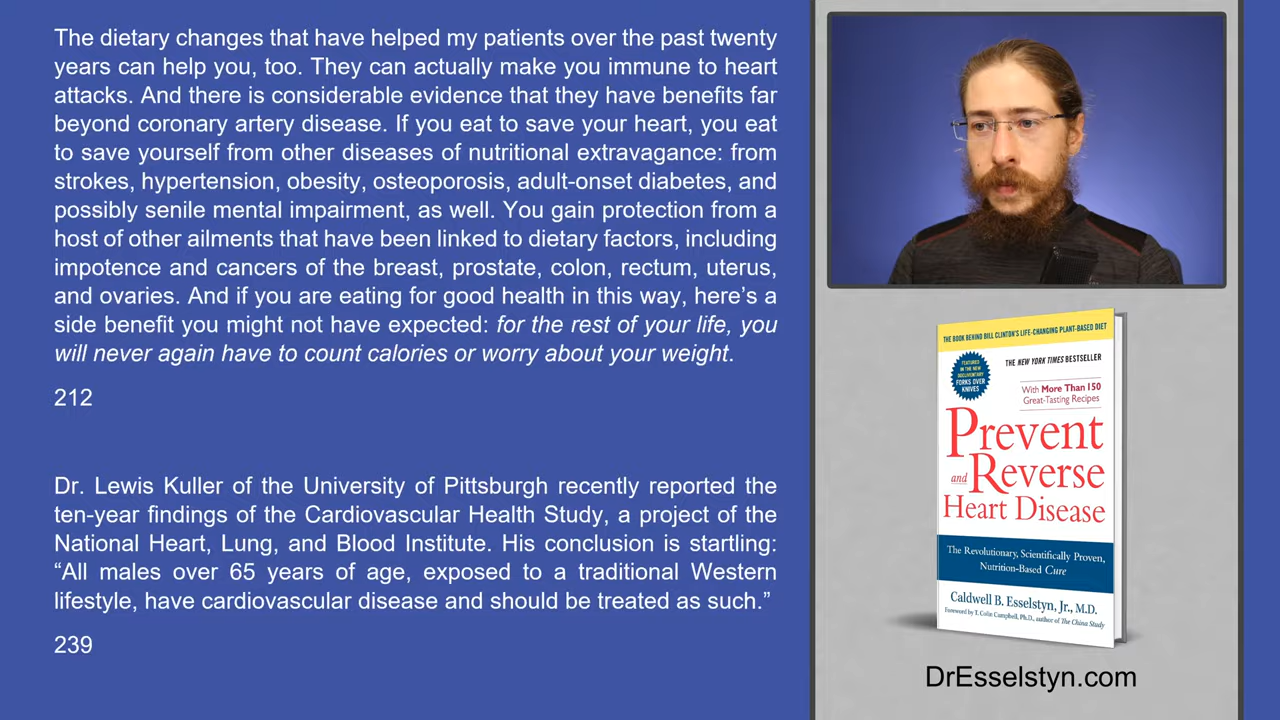 The dietary changes that have helped my patients over the past twenty
years can help you, too. They can actually make you immune to heart
attacks. And there is considerable evidence that they have benefits far
beyond coronary artery disease. If you eat to save your heart, you eat
to save yourself from other diseases of nutritional extravagance: from
strokes, hypertension, obesity, osteoporosis, adult-onset diabetes, and
possibly senile mental impairment, as well. You gain protection from a
host of other ailments that have been linked to dietary factors, including
impotence and cancers of the breast, prostate, colon, rectum, uterus,
and ovaries. And if you are eating for good health in this way, here’s a
side benefit you might not have expected: for the rest of your life, you
will never again have to count calories or worry about your weight.
212
Dr. Lewis Kuller of the University of Pittsburgh recently reported the
ten-year findings of the Cardiovascular Health Study, a project of the
National Heart, Lung, and Blood Institute. His conclusion is startling:
“All males over 65 years of age, exposed to a traditional Western
lifestyle, have cardiovascular disease and should be treated as such.”
239
THE BOOK BEHIND BILL CLINTON'S LIFE-CHANGING PLANT-BASED DIET
FEATURED
IN THE NEW
DOCUMENTARY
FORKS OVER
KNIVES
THE NEW YORK TIMES BESTSELLER
With More Than 150
Great-Tasting Recipes
Prevent
and Reverse
Heart Disease
The Revolutionary, Scientifically Proven,
Nutrition-Based Cure
Caldwell B. Esselstyn, Jr., M.D.
Foreword by T. Colin Campbell, Ph.D., author of The China Study
DrEsselstyn.com